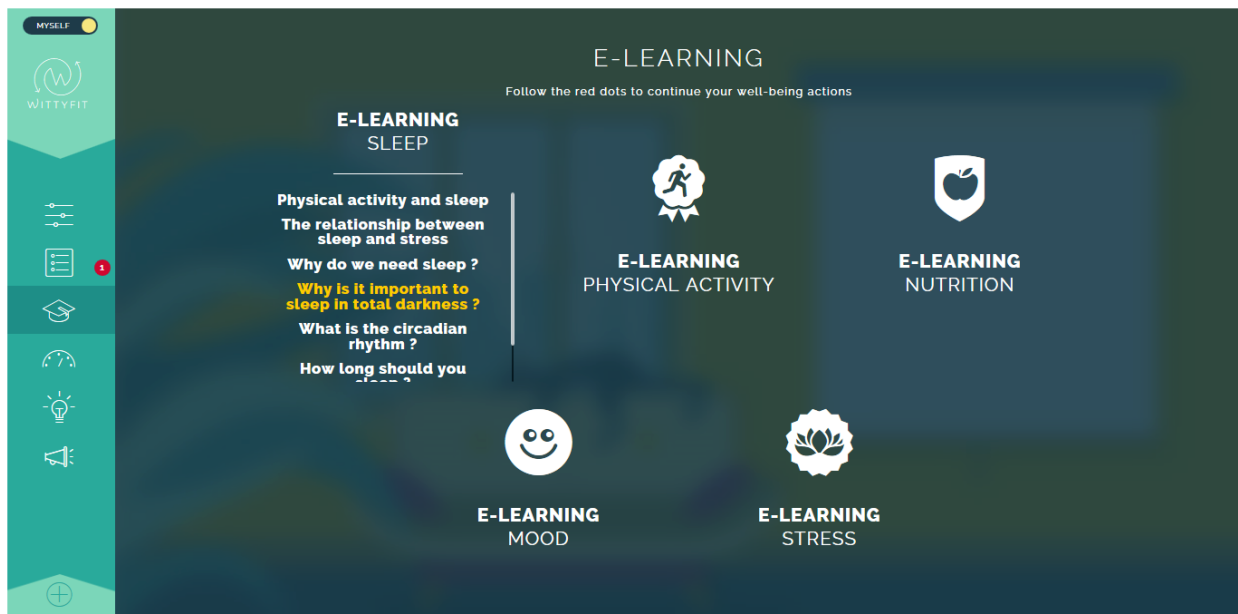 MYSELF
WITTYFIT
1
E-LEARNING
Follow the red dots to continue your well-being actions
E-LEARNING
SLEEP
Physical activity and sleep
The relationship between
sleep and stress
Why do we need sleep ?
Why is it important to
sleep in total darkness ?
What is the circadian
rhythm ?
How long should you
sleep ?
E-LEARNING
PHYSICAL ACTIVITY
E-LEARNING
NUTRITION
E-LEARNING
MOOD
E-LEARNING
STRESS